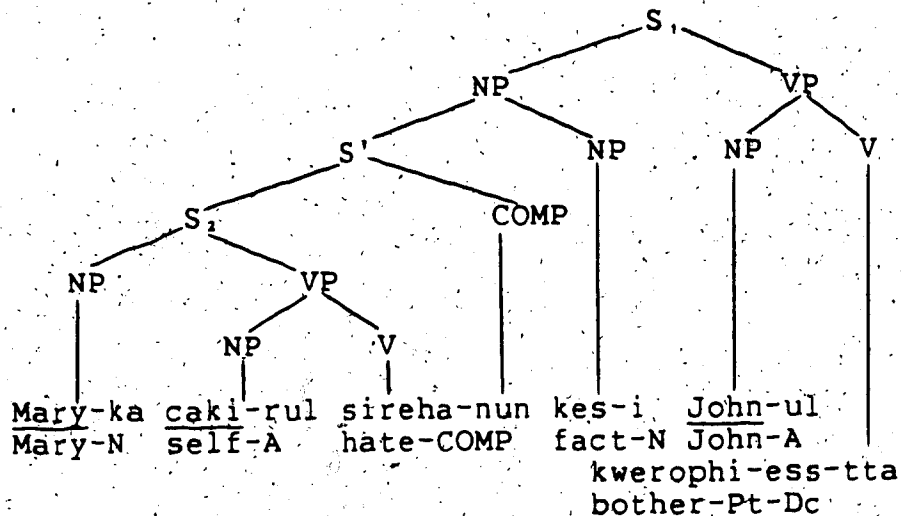 S₁
NP VP
S' NP NP V
S₂ COMP
NP VP
NP V
Mary-ka caki-rul sireha-nun kes-i John-ul
Mary-N self-A hate-COMP fact-N John-A
kwerophi-ess-tta
bother-Pt-Dc